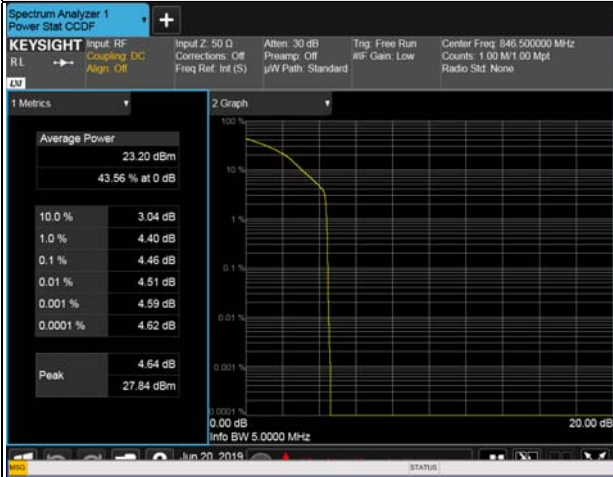 Spectrum Analyzer 1
Power Stat CCDF
KEYSIGHT
RL
LXI
Input: RF
Coupling: DC
Align: Off
Input Z: 50 Ω
Corrections: Off
Freq Ref: Int (S)
Atten: 30 dB
Preamp: Off
µW Path: Standard
Trig: Free Run
#IF Gain: Low
Center Freq: 846.500000 MHz
Counts: 1.00 M/1.00 Mpt
Radio Std: None
1 Metrics
Average Power
23.20 dBm
43.56 % at 0 dB
10.0 % 3.04 dB
1.0 % 4.40 dB
0.1 % 4.46 dB
0.01 % 4.51 dB
0.001 % 4.59 dB
0.0001 % 4.62 dB
Peak 4.64 dB
27.84 dBm
2 Graph
100 %
10 %
1 %
0.1 %
0.01 %
0.001 %
0.0001 %
0.00 dB 20.00 dB
Info BW 5.0000 MHz
Jun 20, 2019
MSG
STATUS